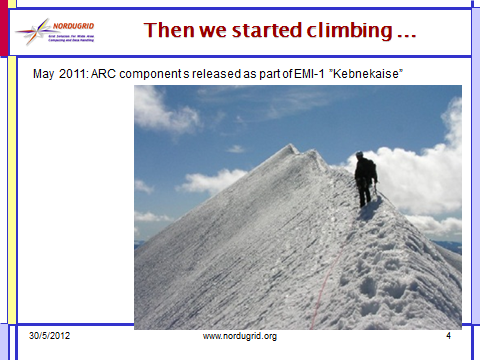 NORDUGRID
Grid Solution for Wide Area
Computing and Data Handling
Then we started climbing ...
May 2011: ARC components released as part of EMI-1 ”Kebnekaise”
30/5/2012
www.nordugrid.org
4